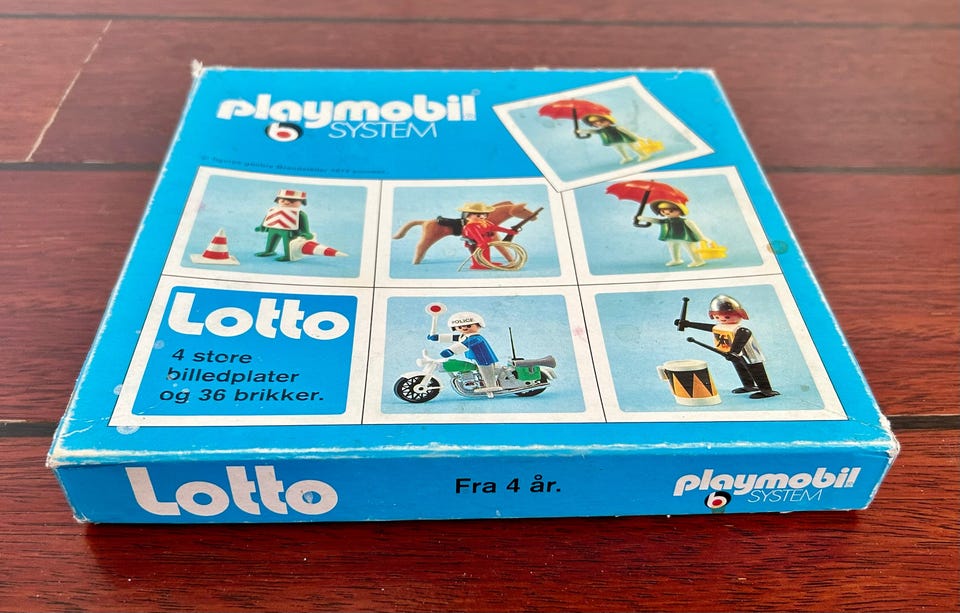 playmobil
SYSTEM
Lotto
4 store
billedplater
og 36 brikker.
POLICE
Lotto
Fra 4 år.
playmobil
SYSTEM